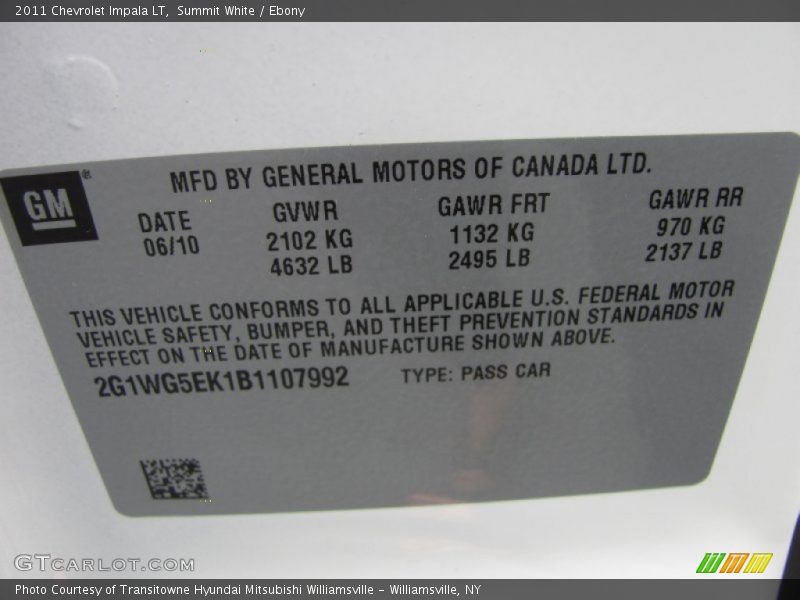 2011 Chevrolet Impala LT, Summit White / Ebony
GM
®
MFD BY GENERAL MOTORS OF CANADA LTD.
DATE GVWR GAWR FRT GAWR RR
06/10 2102 KG 1132 KG 970 KG
4632 LB 2495 LB 2137 LB
THIS VEHICLE CONFORMS TO ALL APPLICABLE U.S. FEDERAL MOTOR
VEHICLE SAFETY, BUMPER, AND THEFT PREVENTION STANDARDS IN
EFFECT ON THE DATE OF MANUFACTURE SHOWN ABOVE.
2G1WG5EK1B1107992 TYPE: PASS CAR
GTCARLOT.COM
Photo Courtesy of Transitowne Hyundai Mitsubishi Williamsville - Williamsville, NY